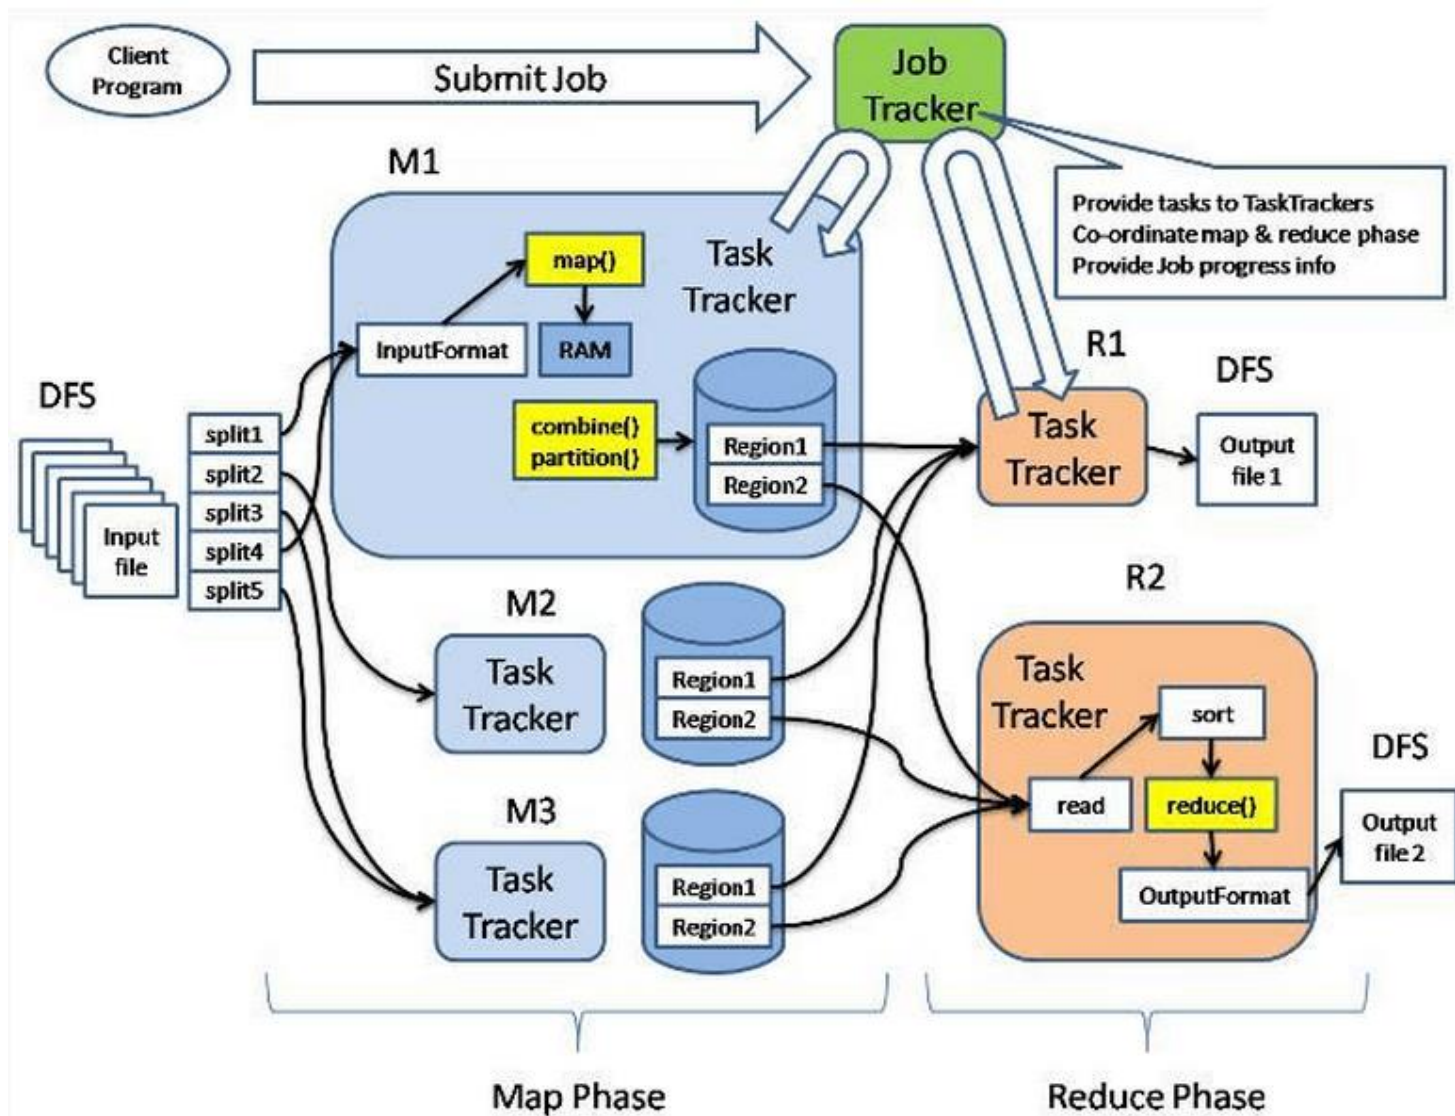 Client
Program
Submit Job
Job
Tracker
Provide tasks to TaskTrackers
Co-ordinate map & reduce phase
Provide Job progress info
M1
Task
Tracker
map()
InputFormat
RAM
combine()
partition()
Region1
Region2
DFS
Input
file
split1
split2
split3
split4
split5
M2
Task
Tracker
Region1
Region2
M3
Task
Tracker
Region1
Region2
R1
Task
Tracker
DFS
Output
file 1
R2
Task
Tracker
sort
read
reduce()
OutputFormat
DFS
Output
file 2
Map Phase
Reduce Phase